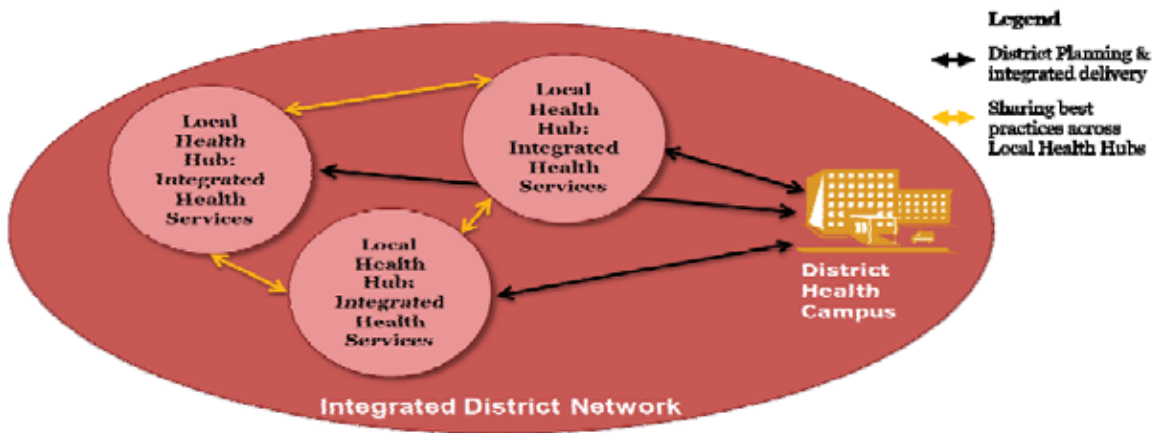 Legend
District Planning &
integrated delivery
Sharing best
practices across
Local Health Hubs
Local
Health
Hub:
Integrated
Health
Services
Local
Health
Hub:
Integrated
Health
Services
Local
Health
Hub:
Integrated
Health
Services
District
Health
Campus
Integrated District Network